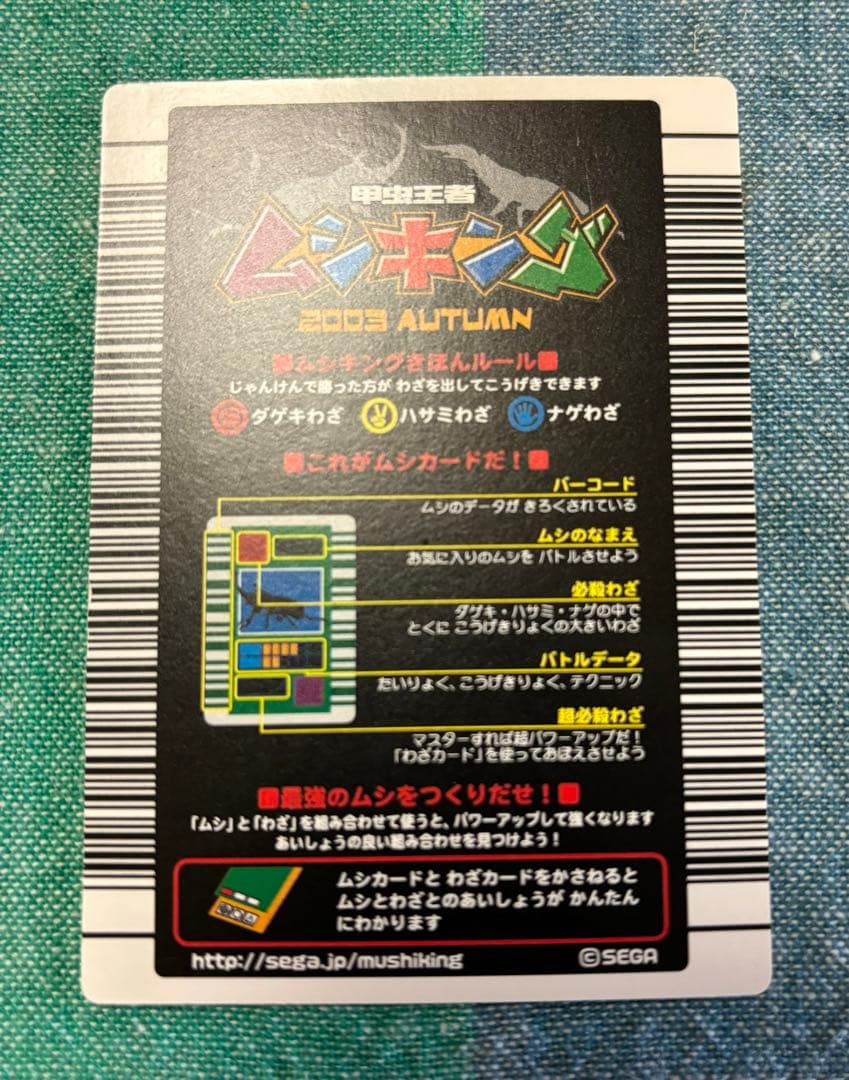 甲虫王者
ムシキング
2003 AUTUMN
ムシキングきほんルール
じゃんけんで勝った方が わざを出してこうげきできます
ダゲキわざ ハサミわざ ナゲわざ
これがムシカードだ！
バーコード
ムシのデータが きろくされている
ムシのなまえ
お気に入りのムシを バトルさせよう
必殺わざ
ダゲキ・ハサミ・ナゲの中で
とくに こうげきりょくの大きいわざ
バトルデータ
たいりょく、こうげきりょく、テクニック
超必殺わざ
マスターすれば超パワーアップだ！
「わざカード」を使っておぼえさせよう
最強のムシをつくりだせ！
「ムシ」と「わざ」を組み合わせて使うと、パワーアップして強くなります
あいしょうの良い組み合わせを見つけよう！
ムシカードと わざカードをかさねると
ムシとわざとのあいしょうが かんたん
にわかります
http://sega.jp/mushiking
©SEGA